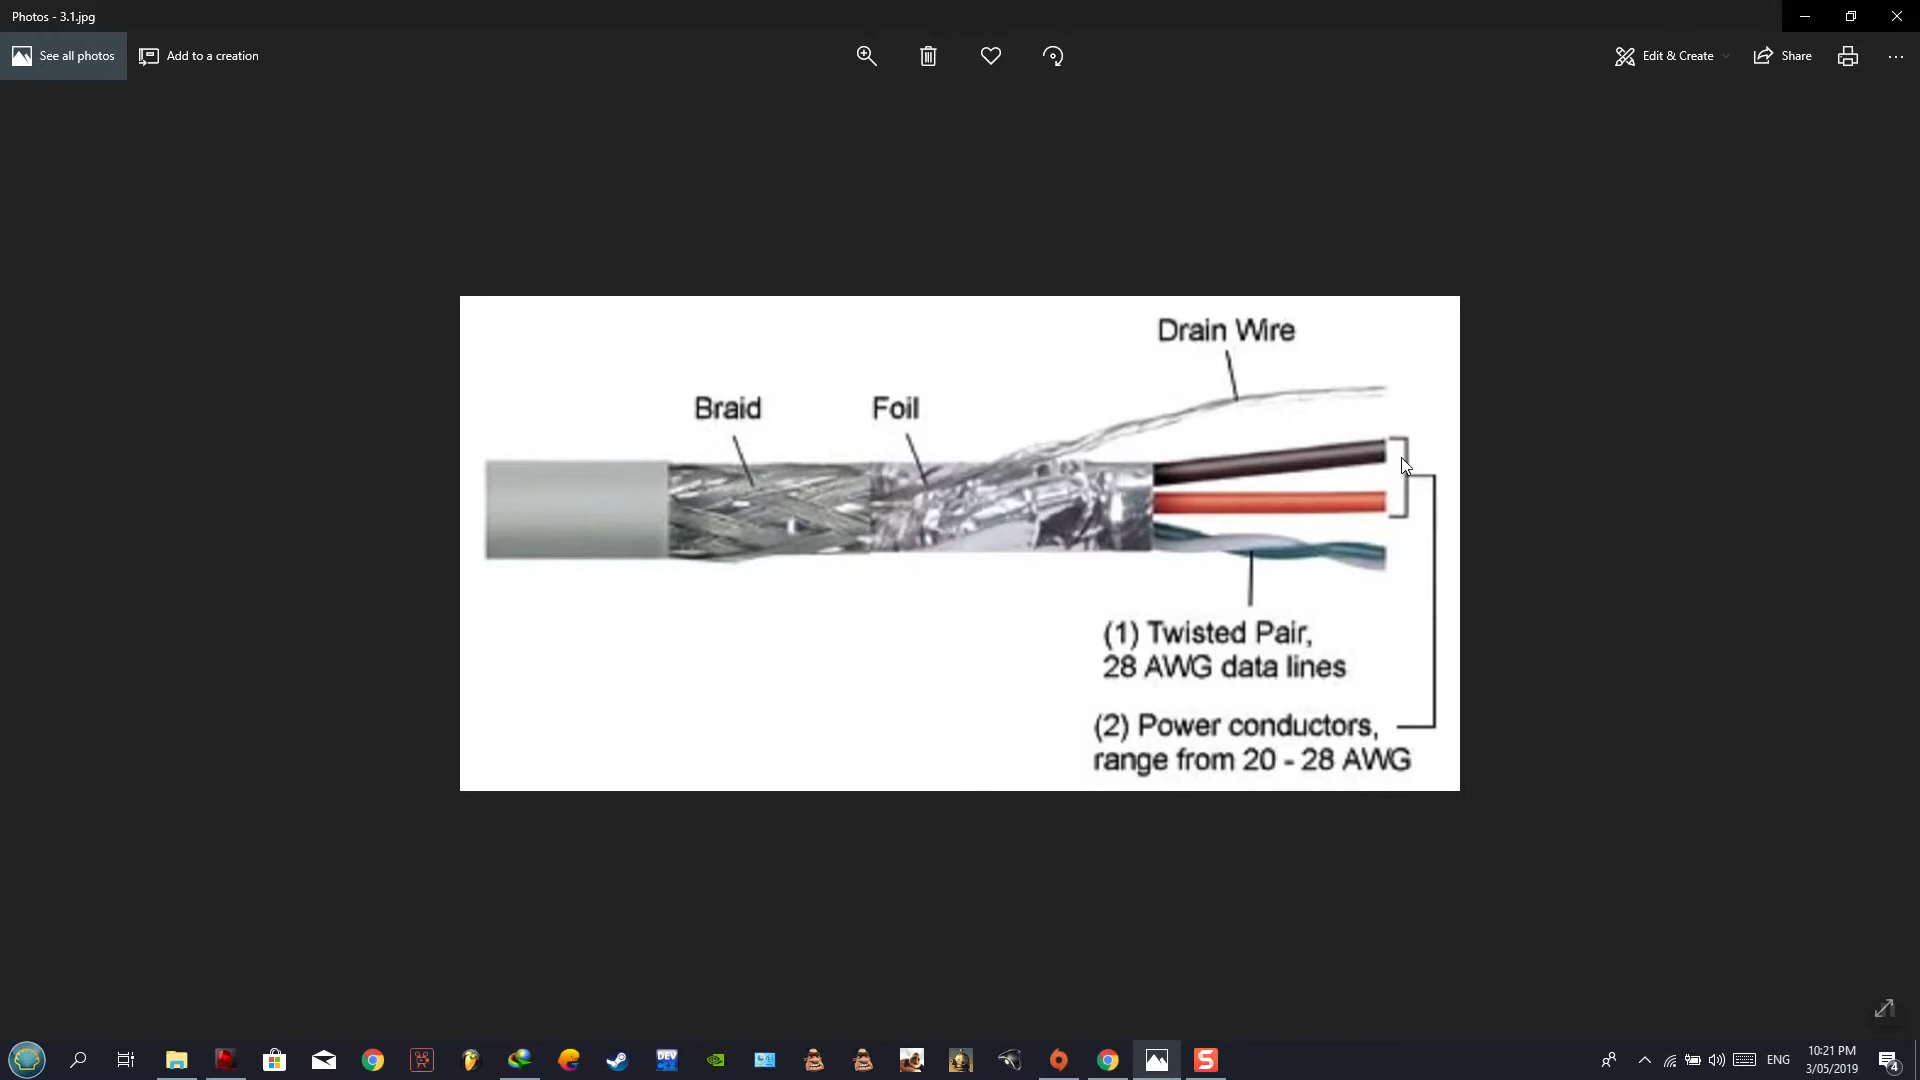 Photos - 3.1.jpg
See all photos
Add to a creation
Edit & Create
Share
Drain Wire
Braid
Foil
(1) Twisted Pair,
28 AWG data lines
(2) Power conductors,
range from 20 - 28 AWG
DEV
S
ENG
10:21 PM
3/05/2019
4